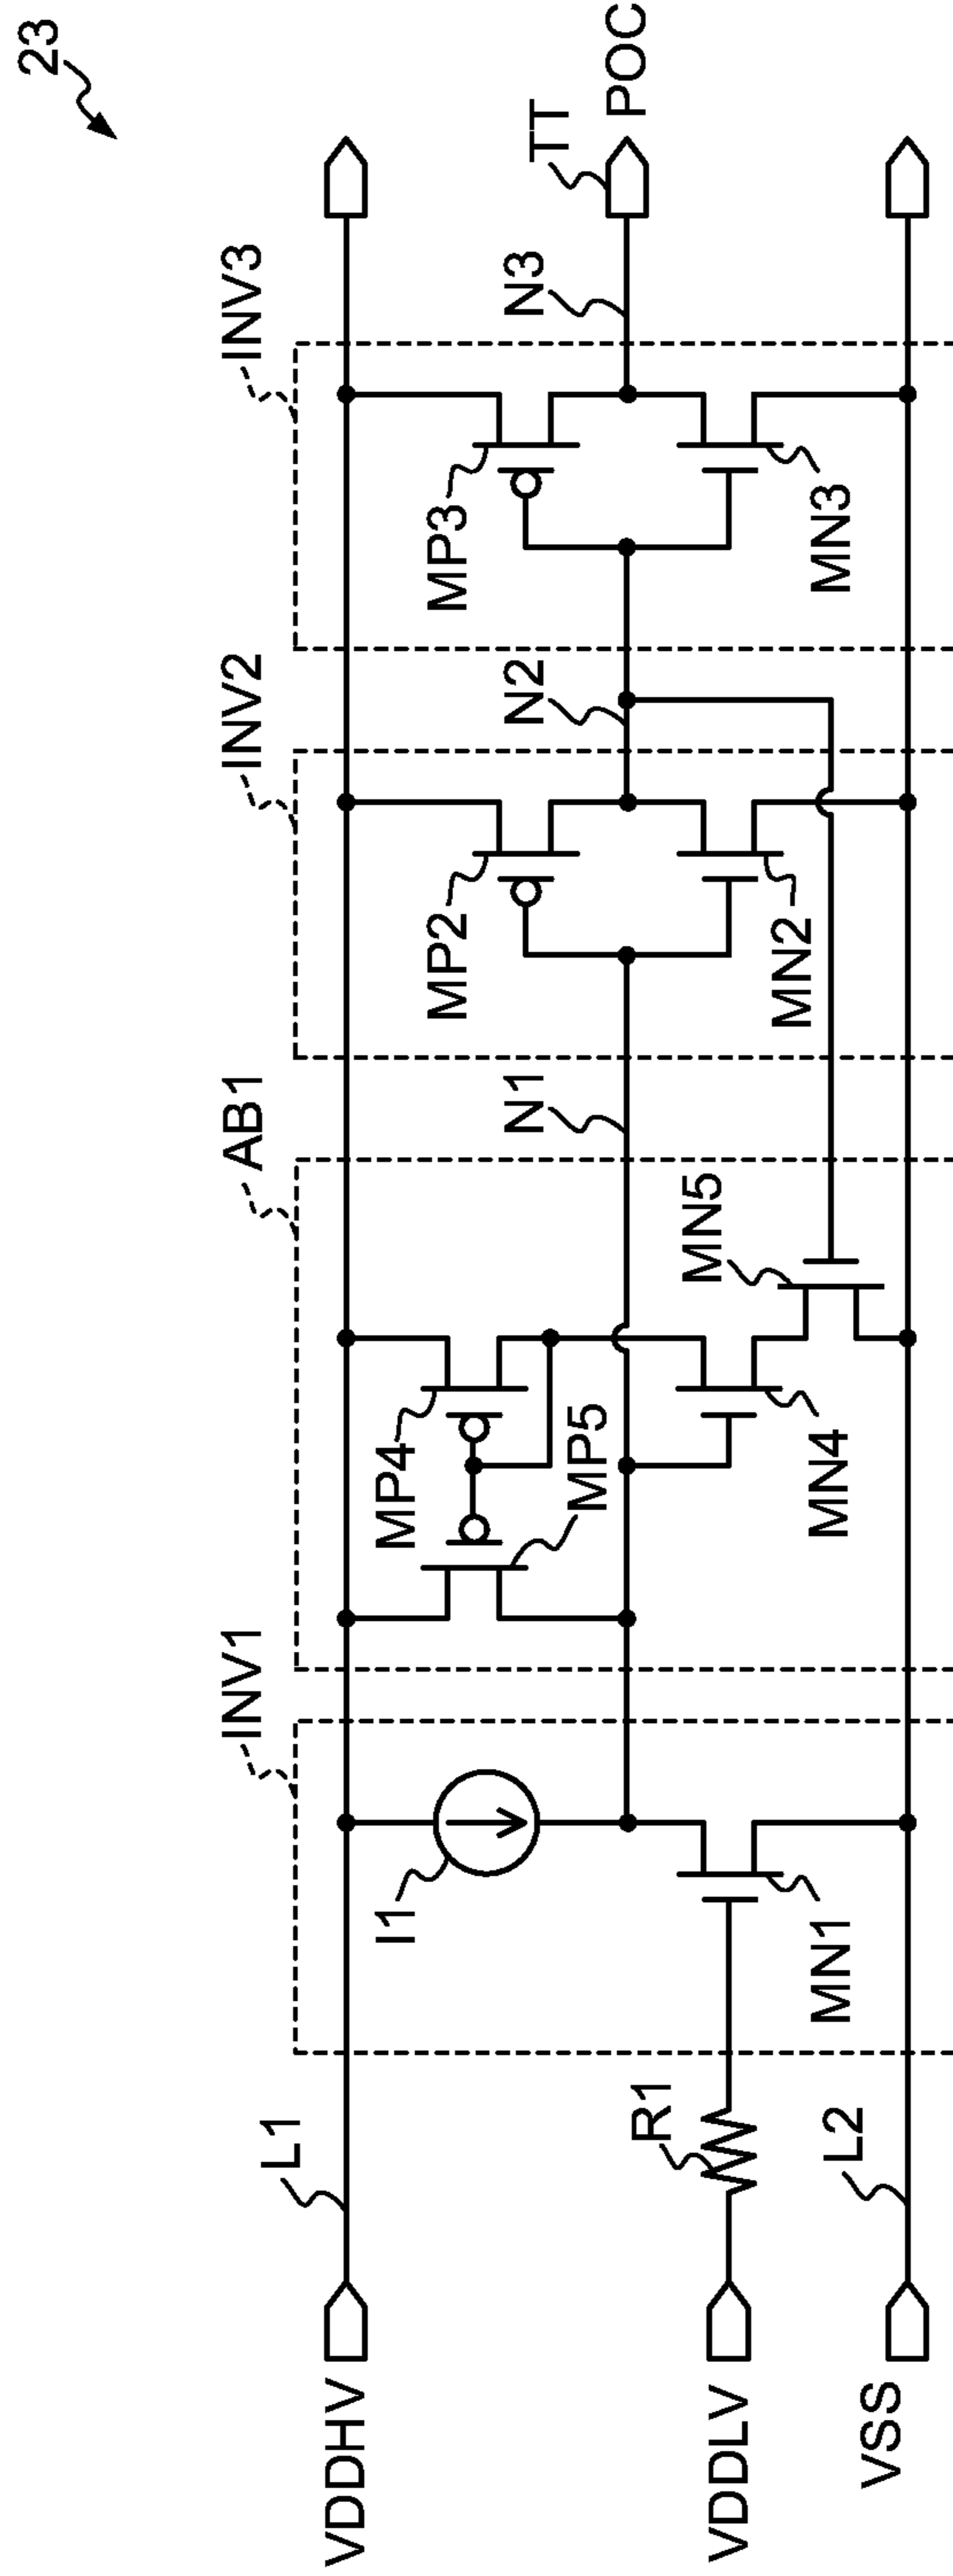 23
INV1
AB1
INV2
INV3
L1
I1
MP4
MP5
MP2
MP3
N1
N2
N3
TT
POC
VDDHV
VDDLV
R1
MN1
MN4
MN5
MN2
MN3
L2
VSS